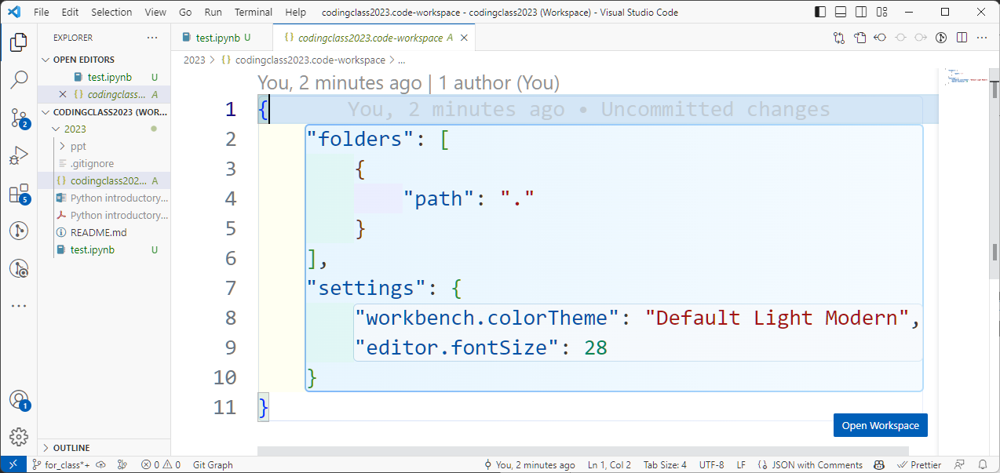 File Edit Selection View Go Run Terminal Help codingclass2023.code-workspace - codingclass2023 (Workspace) - Visual Studio Code
EXPLORER ...
test.ipynb U
{} codingclass2023.code-workspace A
2023 > {} codingclass2023.code-workspace > ...
OPEN EDITORS
test.ipynb U
{} codingclass... A
CODINGCLASS2023 (WOR...
2023
ppt
.gitignore
{} codingclass202... A
Python introductory...
Python introductory...
README.md
test.ipynb U
OUTLINE
2
5
1
You, 2 minutes ago | 1 author (You)
1 { You, 2 minutes ago • Uncommitted changes
2 "folders": [
3 {
4 "path": "."
5 }
6 ],
7 "settings": {
8 "workbench.colorTheme": "Default Light Modern",
9 "editor.fontSize": 28
10 }
11 }
Open Workspace
for_class*+ 0 0 Git Graph You, 2 minutes ago Ln 1, Col 2 Tab Size: 4 UTF-8 LF JSON with Comments Prettier